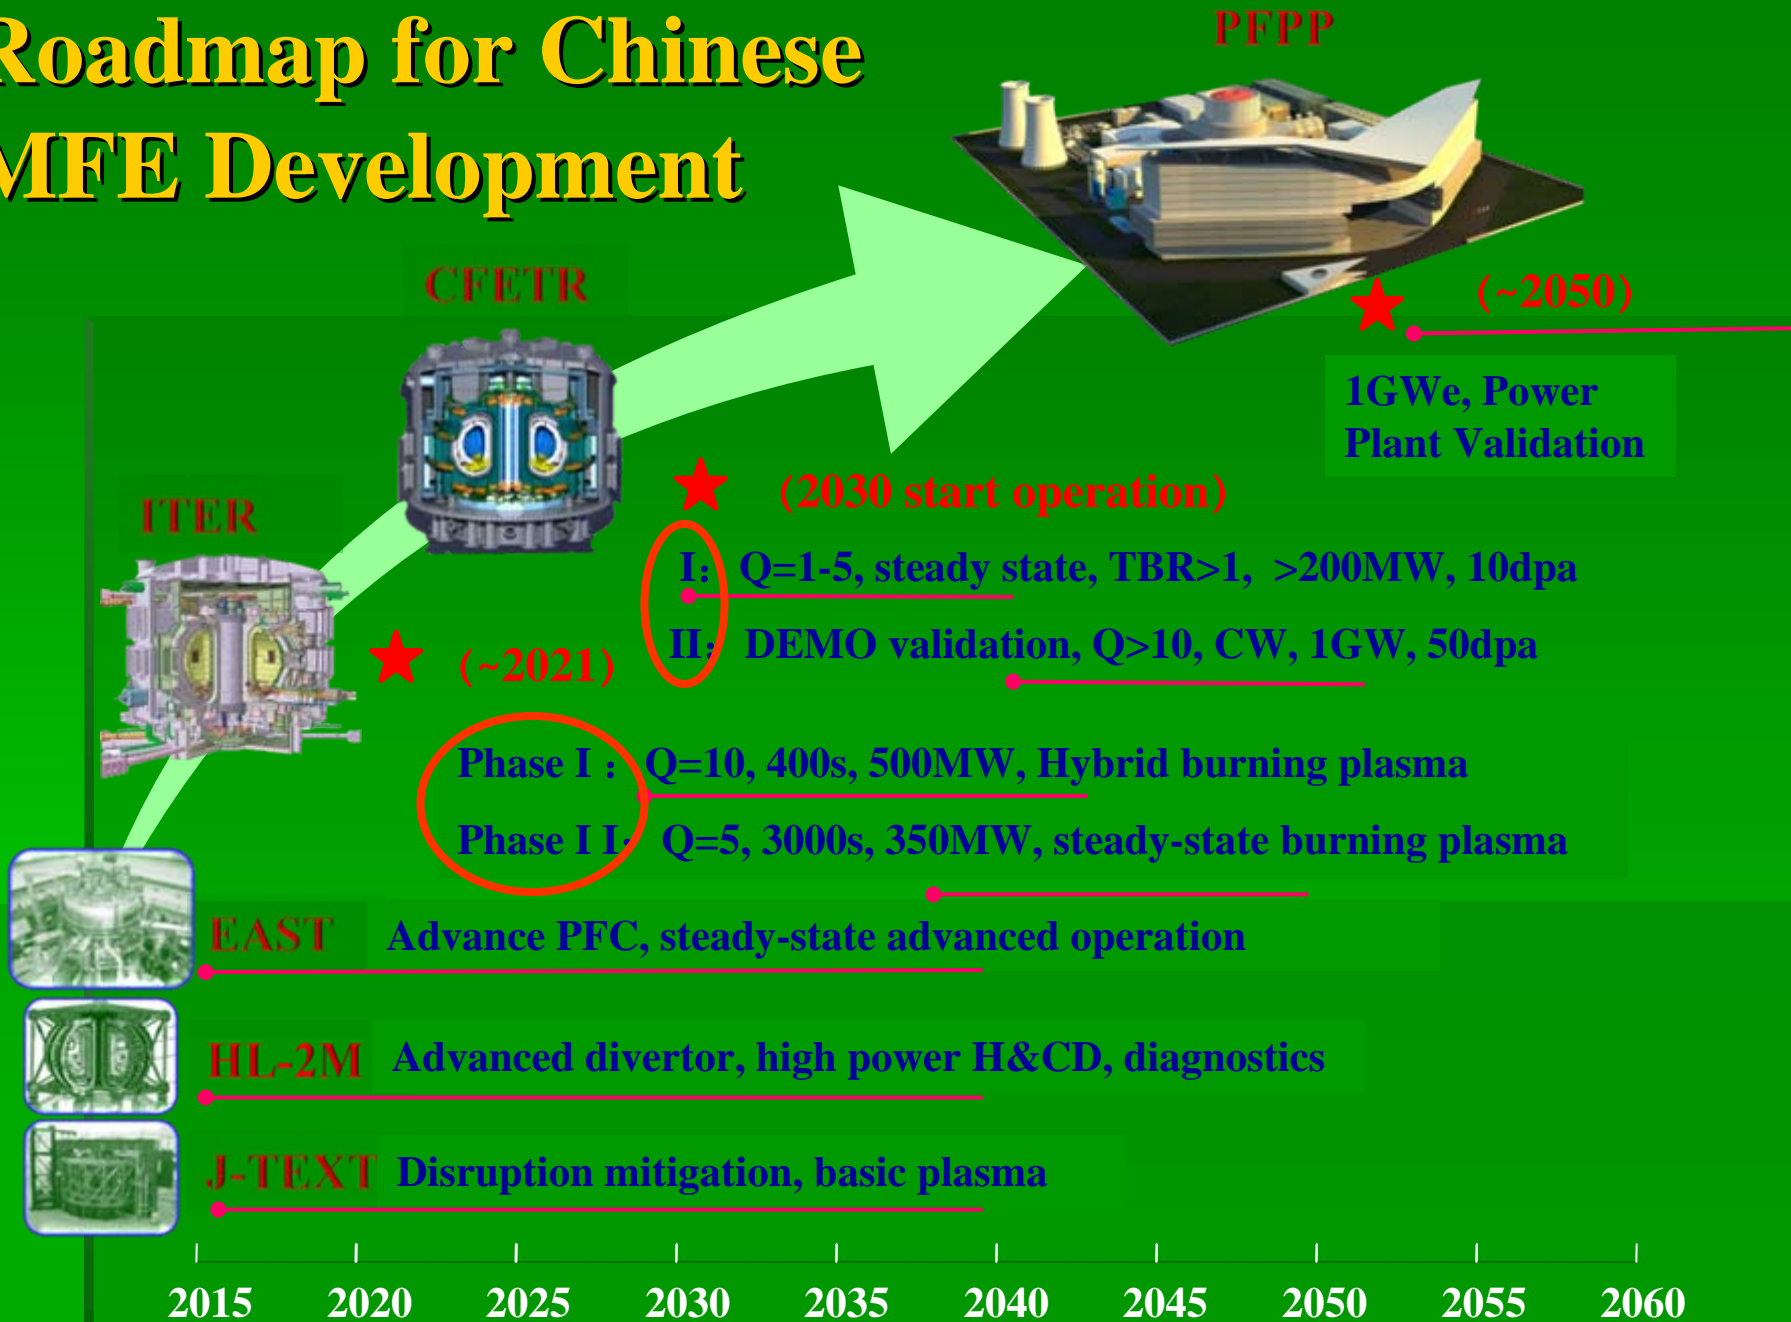 Roadmap for Chinese
MFE Development
PFPP
(~2050)
1GWe, Power
Plant Validation
CFETR
(2030 start operation)
I： Q=1-5, steady state, TBR>1, >200MW, 10dpa
II： DEMO validation, Q>10, CW, 1GW, 50dpa
ITER
(~2021)
Phase I： Q=10, 400s, 500MW, Hybrid burning plasma
Phase I I： Q=5, 3000s, 350MW, steady-state burning plasma
EAST Advance PFC, steady-state advanced operation
HL-2M Advanced divertor, high power H&CD, diagnostics
J-TEXT Disruption mitigation, basic plasma
2015 2020 2025 2030 2035 2040 2045 2050 2055 2060